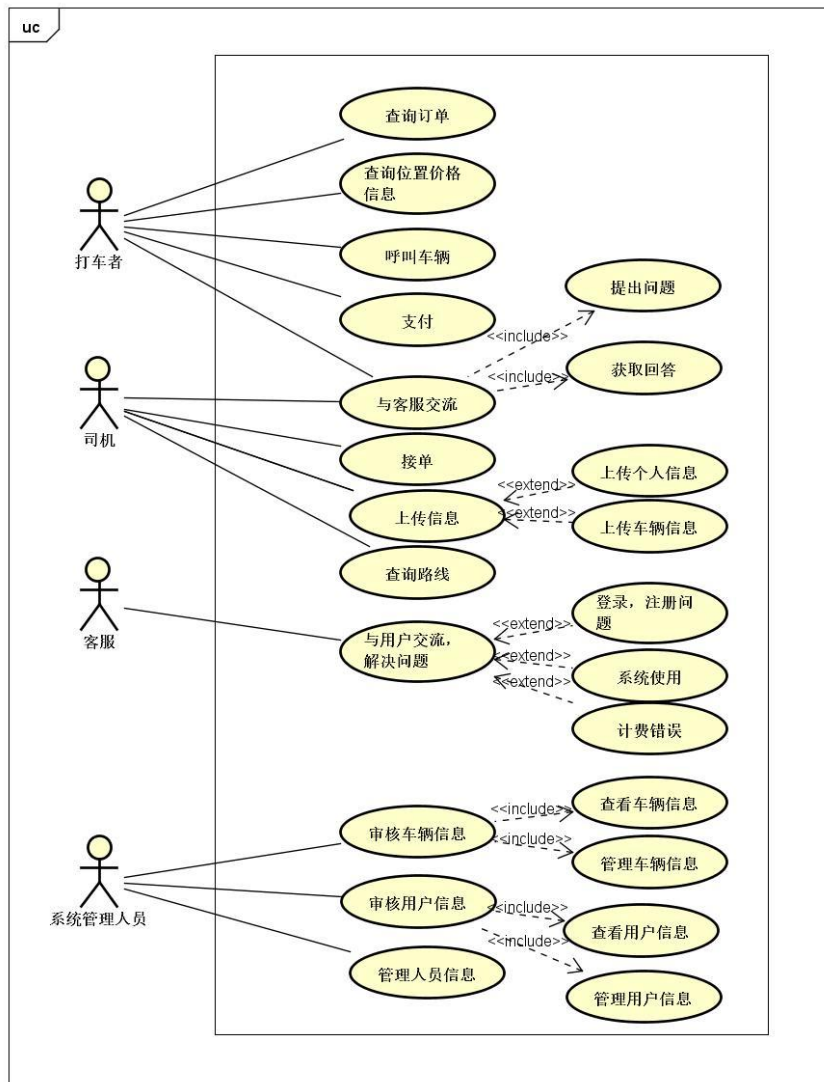 uc
查询订单
查询位置价格
信息
打车者
呼叫车辆
提出问题
支付
<<include>>
获取回答
<<include>>
与客服交流
司机
接单
<<extend>>
上传个人信息
上传信息
<<extend>>
上传车辆信息
查询路线
客服
登录，注册问
题
<<extend>>
与用户交流，
解决问题
<<extend>>
系统使用
<<extend>>
计费错误
查看车辆信息
<<include>>
审核车辆信息
<<include>>
管理车辆信息
审核用户信息
<<include>>
系统管理人员
查看用户信息
<<include>>
管理人员信息
管理用户信息